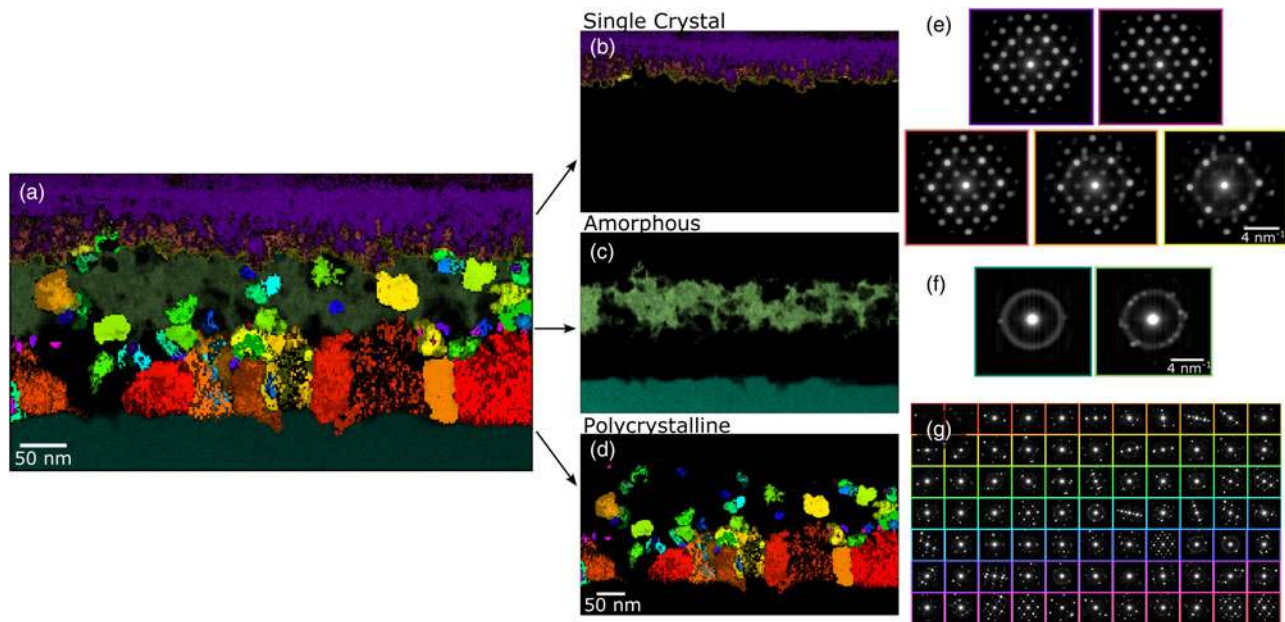 (a)
50 nm
Single Crystal
(b)
Amorphous
(c)
Polycrystalline
(d)
50 nm
(e)
4 nm⁻¹
(f)
4 nm⁻¹
(g)